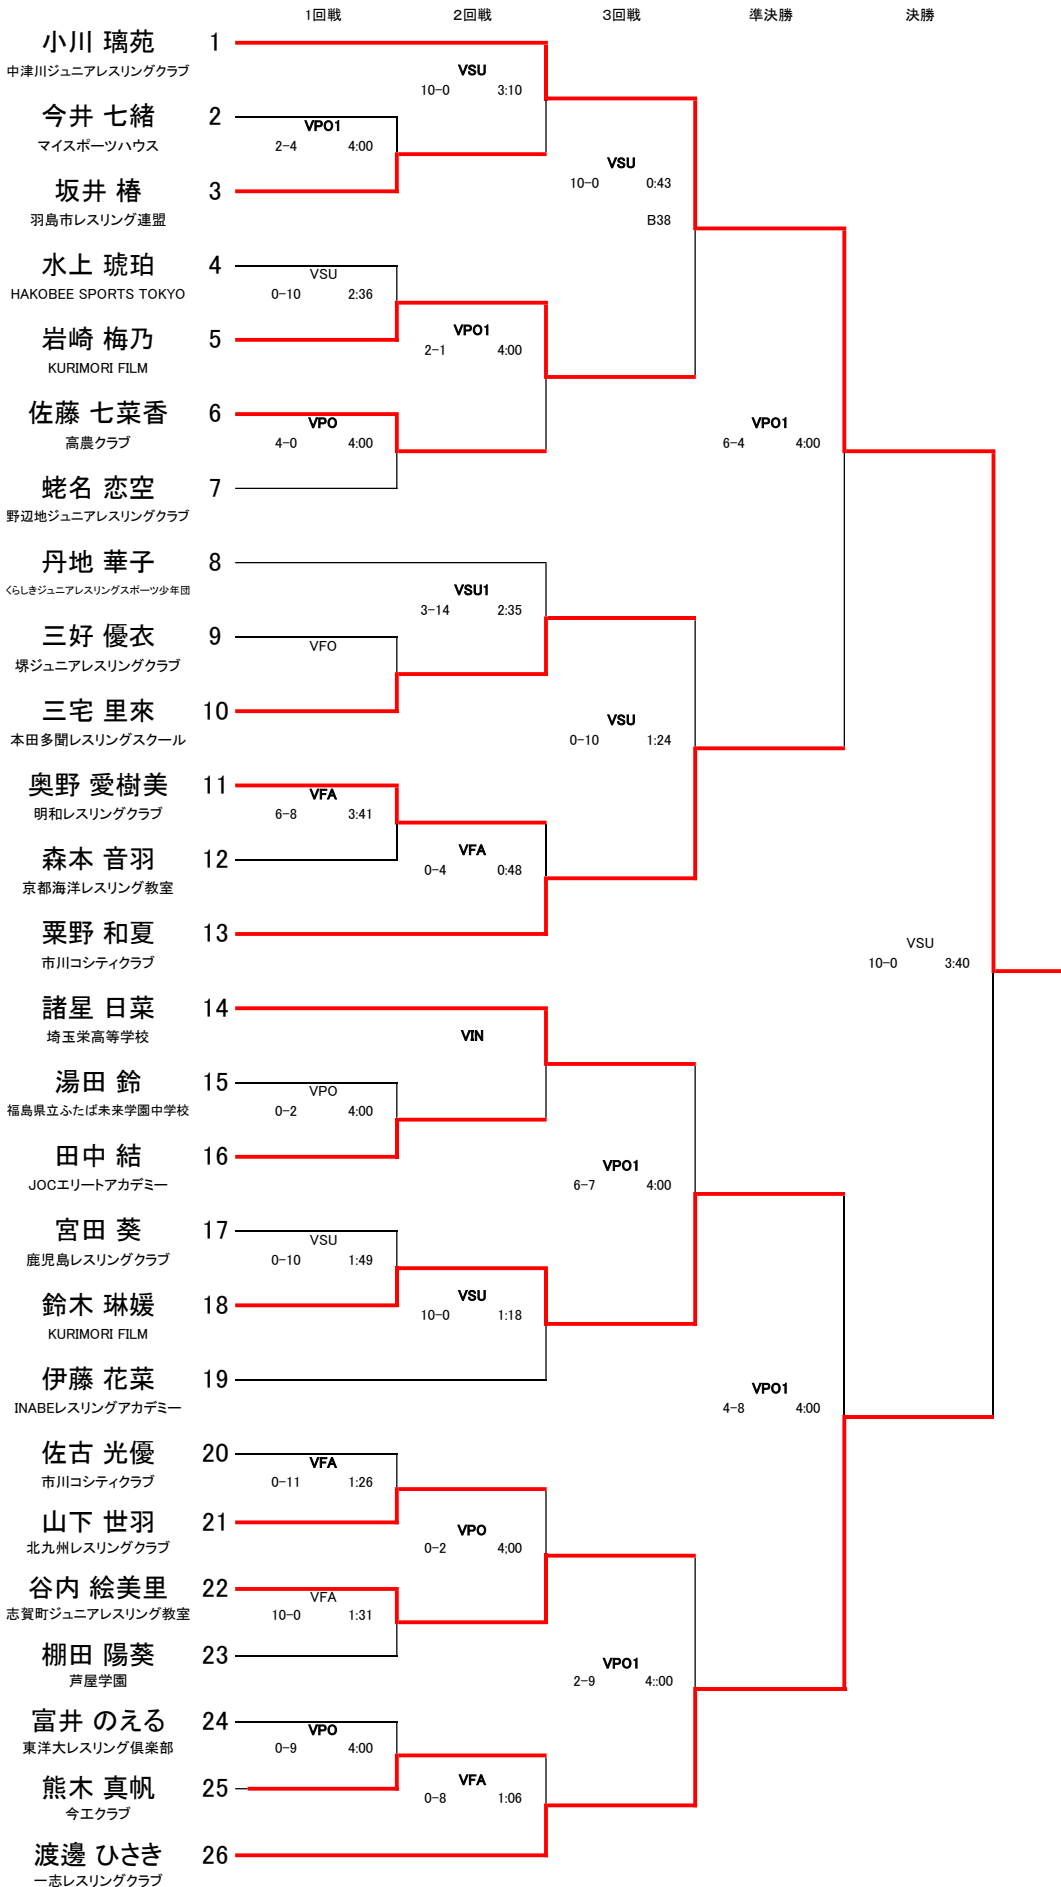 1回戦 2回戦 3回戦 準決勝 決勝
小川 璃苑 1
中津川ジュニアレスリングクラブ
VSU
10-0 3:10
今井 七緒 2
マイスポーツハウス
VPO1
2-4 4:00
坂井 椿 3
羽島市レスリング連盟
VSU
10-0 0:43
B38
水上 琥珀 4
HAKOBEE SPORTS TOKYO
VSU
0-10 2:36
岩崎 梅乃 5
KURIMORI FILM
VPO1
2-1 4:00
佐藤 七菜香 6
高農クラブ
VPO
4-0 4:00
VPO1
6-4 4:00
蛯名 恋空 7
野辺地ジュニアレスリングクラブ
丹地 華子 8
くらしきジュニアレスリングスポーツ少年団
VSU1
3-14 2:35
三好 優衣 9
堺ジュニアレスリングクラブ
VFO
三宅 里來 10
本田多聞レスリングスクール
VSU
0-10 1:24
奥野 愛樹美 11
明和レスリングクラブ
VFA
6-8 3:41
森本 音羽 12
京都海洋レスリング教室
VFA
0-4 0:48
粟野 和夏 13
市川コシティクラブ
VSU
10-0 3:40
諸星 日菜 14
埼玉栄高等学校
VIN
湯田 鈴 15
福島県立ふたば未来学園中学校
VPO
0-2 4:00
田中 結 16
JOCエリートアカデミー
VPO1
6-7 4:00
宮田 葵 17
鹿児島レスリングクラブ
VSU
0-10 1:49
鈴木 琳媛 18
KURIMORI FILM
VSU
10-0 1:18
伊藤 花菜 19
INABEレスリングアカデミー
VPO1
4-8 4:00
佐古 光優 20
市川コシティクラブ
VFA
0-11 1:26
山下 世羽 21
北九州レスリングクラブ
VPO
0-2 4;00
谷内 絵美里 22
志賀町ジュニアレスリング教室
VFA
10-0 1:31
棚田 陽葵 23
芦屋学園
VPO1
2-9 4::00
富井 のえる 24
東洋大レスリング倶楽部
VPO
0-9 4:00
熊木 真帆 25
今工クラブ
VFA
0-8 1:06
渡邊 ひさき 26
一志レスリングクラブ